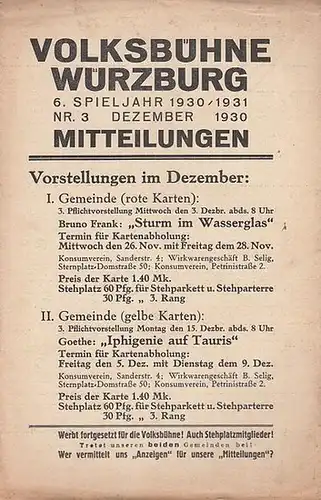 VOLKSBÜHNE
WÜRZBURG
6. SPIELJAHR 1930/1931
NR. 3 DEZEMBER 1930
MITTEILUNGEN
Vorstellungen im Dezember:
I. Gemeinde (rote Karten):
3. Pflichtvorstellung Mittwoch den 3. Dezbr. abds. 8 Uhr
Bruno Frank: „Sturm im Wasserglas“
Termin für Kartenabholung:
Mittwoch den 26. Nov. mit Freitag dem 28. Nov.
Konsumverein, Sanderstr. 4; Wirkwarengeschäft B. Selig,
Sternplatz-Domstraße 50; Konsumverein, Petrinistraße 2.
Preis der Karte 1.40 Mk.
Stehplatz 60 Pfg. für Stehparkett u. Stehparterre
30 Pfg. „ 3. Rang
II. Gemeinde (gelbe Karten):
3. Pflichtvorstellung Montag den 15. Dezbr. abds. 8 Uhr
Goethe: „Iphigenie auf Tauris“
Termin für Kartenabholung:
Freitag den 5. Dez. mit Dienstag dem 9. Dez.
Konsumverein, Sanderstr. 4; Wirkwarengeschäft B. Selig,
Sternplatz-Domstraße 50; Konsumverein, Petrinistraße 2.
Preis der Karte 1.40 Mk.
Stehplatz 60 Pfg. für Stehparkett u. Stehparterre
30 Pfg. „ 3. Rang
Werbt fortgesetzt für die Volksbühne! Auch Stehplatzmitglieder!
Tretet unseren beiden Gemeinden bei!
Wer vermittelt uns „Anzeigen“ für unsere „Mitteilungen“?